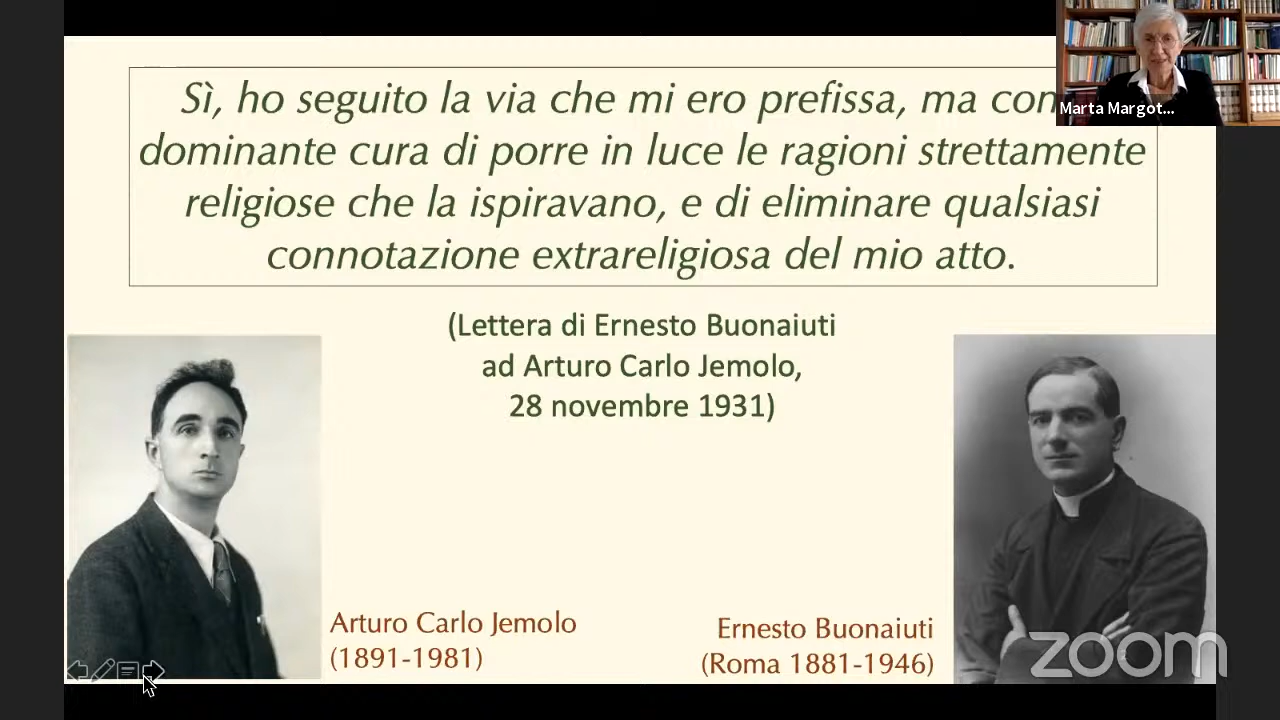 Sì, ho seguito la via che mi ero prefissa, ma con
dominante cura di porre in luce le ragioni strettamente
religiose che la ispiravano, e di eliminare qualsiasi
connotazione extrareligiosa del mio atto.
Marta Margot...
(Lettera di Ernesto Buonaiuti
ad Arturo Carlo Jemolo,
28 novembre 1931)
Arturo Carlo Jemolo
(1891-1981)
Ernesto Buonaiuti
(Roma 1881-1946)
zoom